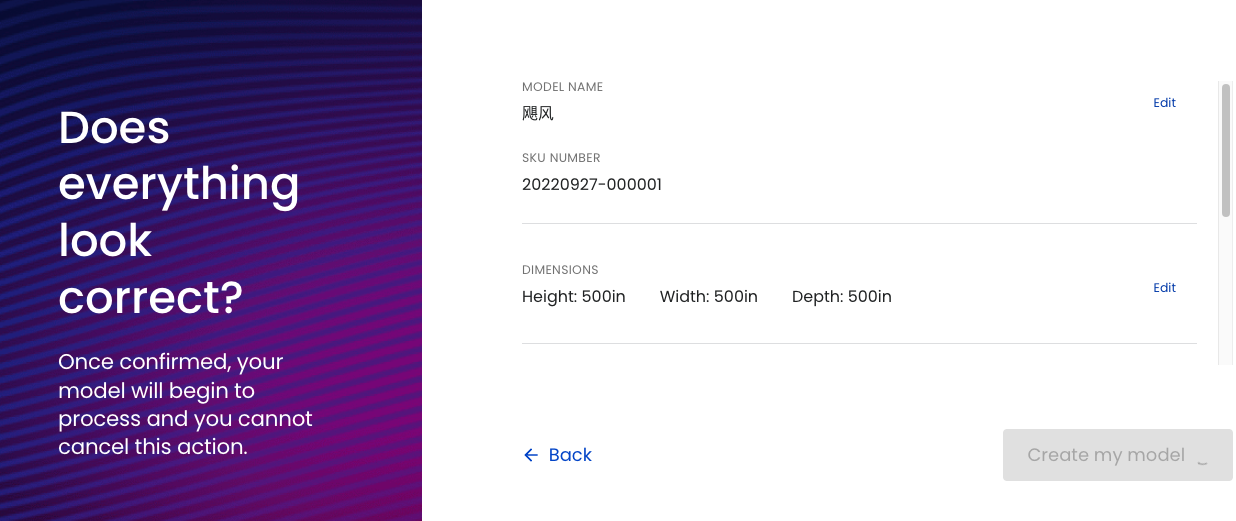 Does
everything
look
correct?
Once confirmed, your
model will begin to
process and you cannot
cancel this action.
MODEL NAME
飓风
Edit
SKU NUMBER
20220927-000001
DIMENSIONS
Height: 500in Width: 500in Depth: 500in
Edit
Back
Create my model